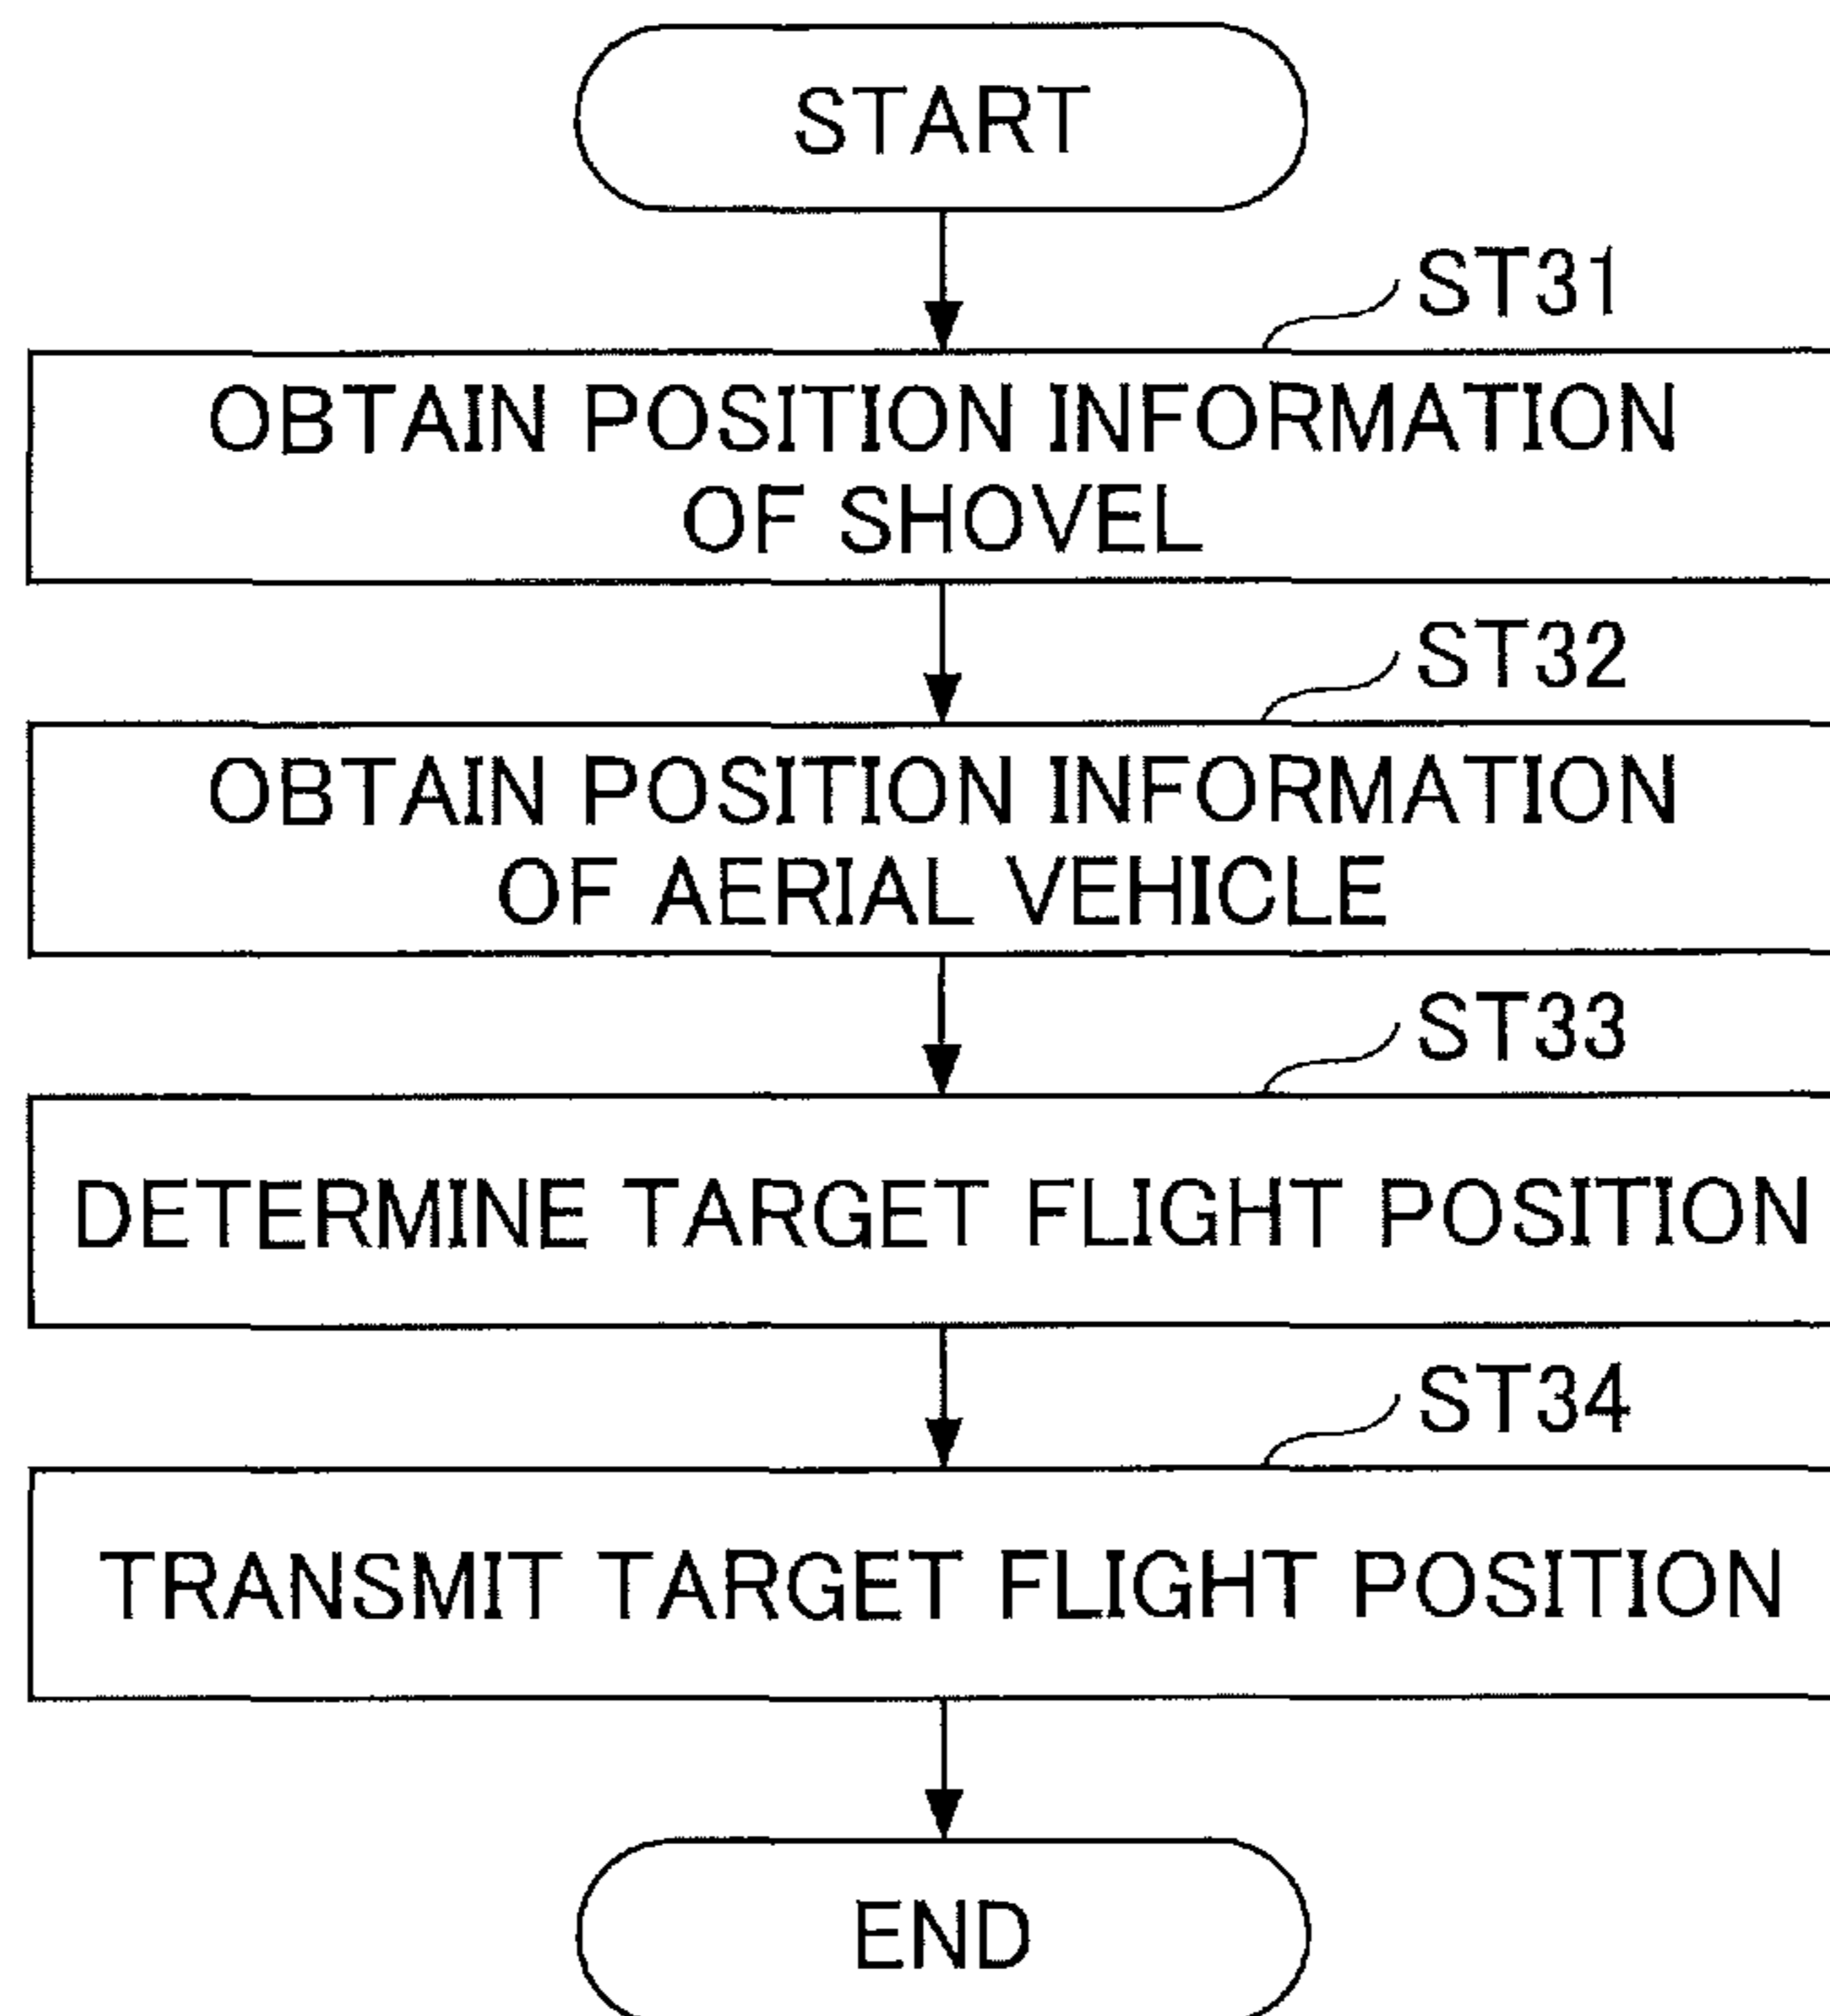 START
ST31
OBTAIN POSITION INFORMATION
OF SHOVEL
ST32
OBTAIN POSITION INFORMATION
OF AERIAL VEHICLE
ST33
DETERMINE TARGET FLIGHT POSITION
ST34
TRANSMIT TARGET FLIGHT POSITION
END